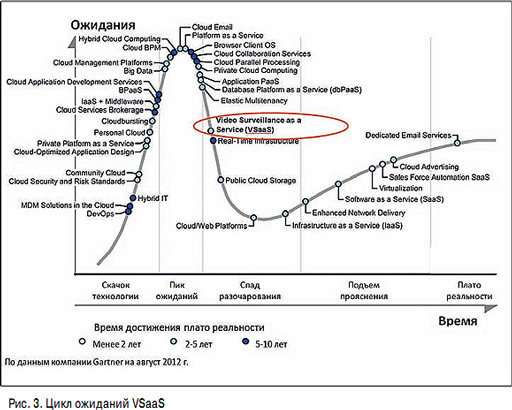 Ожидания
Cloud Email
Platform as a Service
Hybrid Cloud Computing
Cloud BPM
Browser Client OS
Cloud Collaboration Services
Cloud Parallel Processing
Private Cloud Computing
Cloud Management Platforms
Big Data
Application PaaS
Database Platform as a Service (dbPaaS)
Elastic Multitenancy
Cloud Application Development Services
BPaaS
IaaS + Middleware
Cloud Services Brokerage
Cloudbursting
Personal Cloud
Private Platform as a Service
Cloud-Optimized Application Design
Video Surveillance as a
Service (VSaaS)
Real-Time Infrastructure
Dedicated Email Services
Cloud Advertising
Sales Force Automation SaaS
Virtualization
Software as a Service (SaaS)
Community Cloud
Cloud Security and Risk Standards
Public Cloud Storage
Hybrid IT
MDM Solutions in the Cloud
DevOps
Enhanced Network Delivery
Cloud/Web Platforms
Infrastructure as a Service (IaaS)
Скачок
технологии
Пик
ожиданий
Спад
разочарования
Подъем
прояснения
Плато
реальности
Время
Время достижения плато реальности
Менее 2 лет
2-5 лет
5-10 лет
По данным компании Gartner на август 2012 г.
Рис. 3. Цикл ожиданий VSaaS